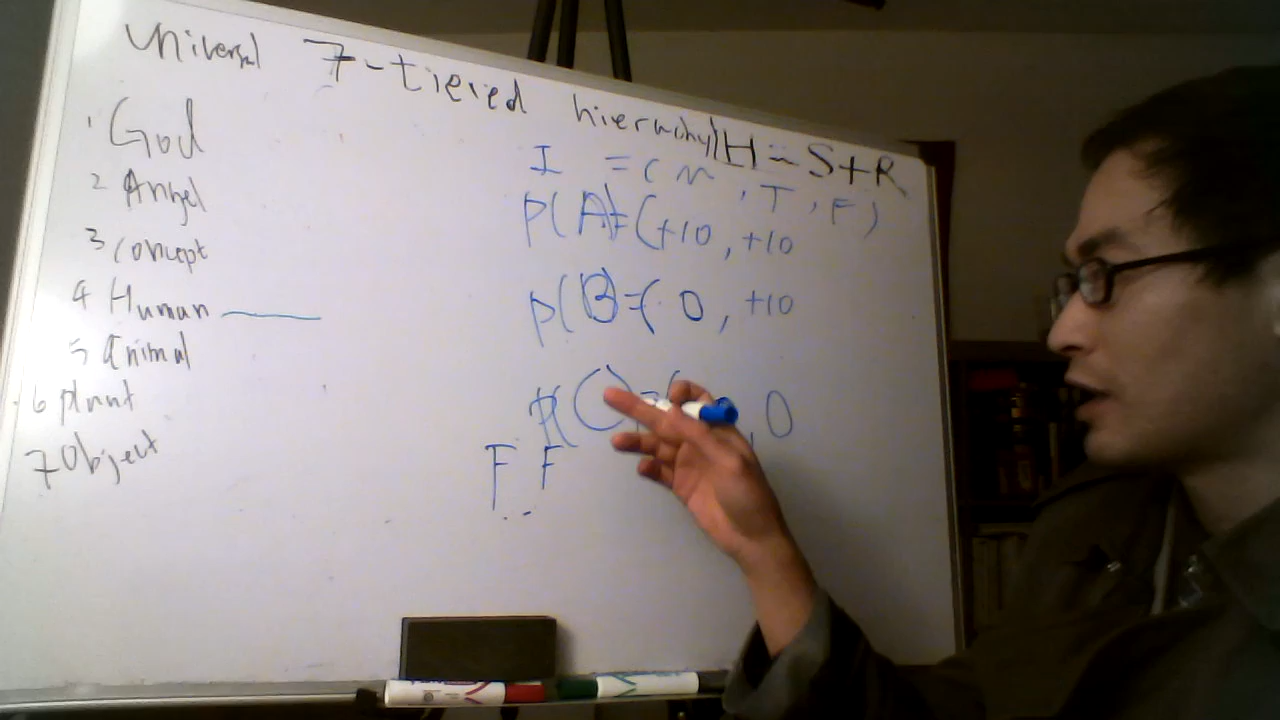 Universal 7-tiered hierarchy H = S+R
1 God
2 Angel
3 concept
4 Human
5 animal
6 plant
7 Object
I = (M, T, F)
P(A)=(+10, +10
P(B=(0, +10
P(C)=( , 0
F F